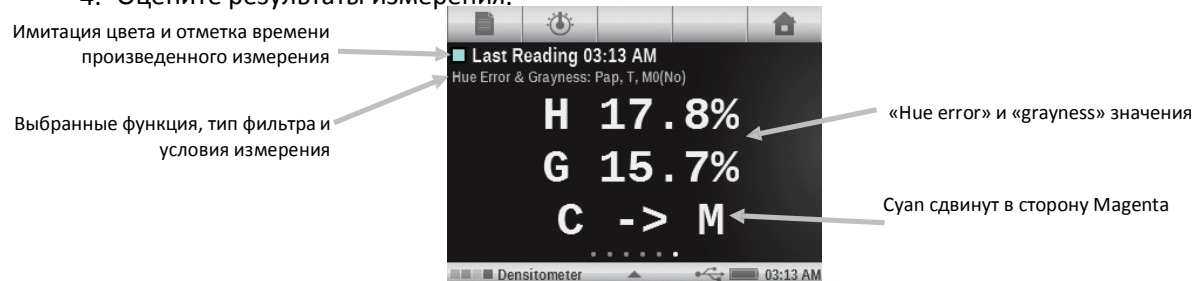 4. Оцените результаты измерения.
Имитация цвета и отметка времени
произведенного измерения
Выбранные функция, тип фильтра и
условия измерения
Last Reading 03:13 AM
Hue Error & Grayness: Pap, T, M0(No)
H 17.8%
G 15.7%
C -> M
Densitometer
03:13 AM
«Hue error» и «grayness» значения
Cyan сдвинут в сторону Magenta